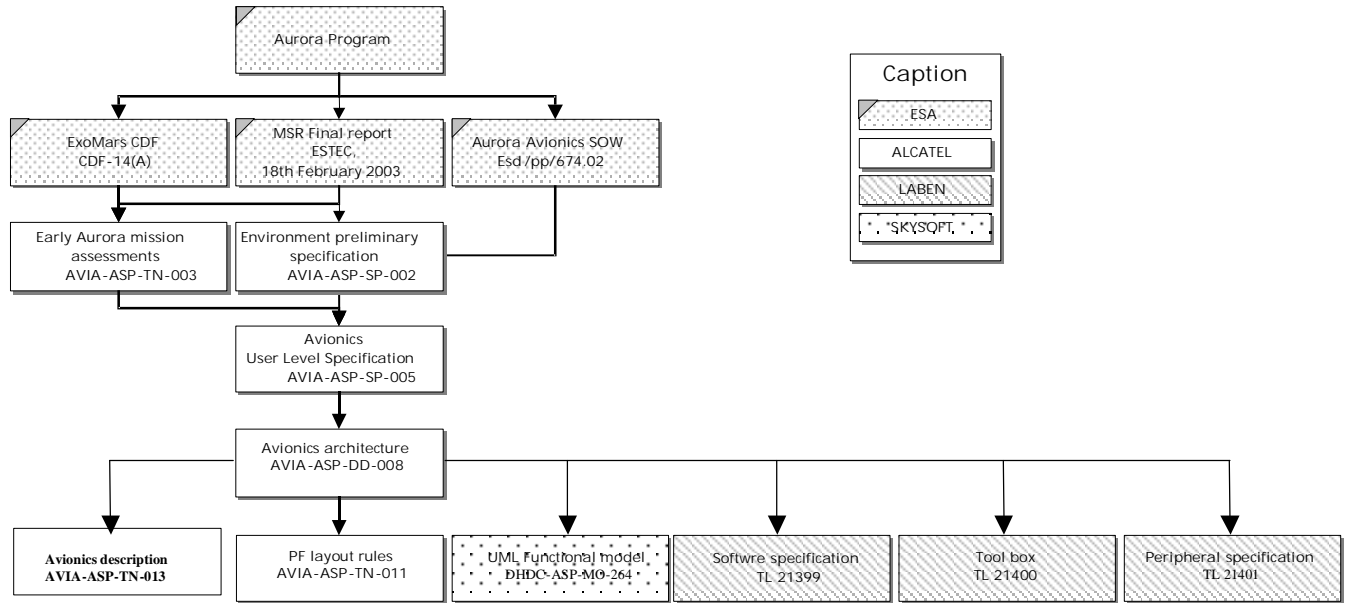 Aurora Program
Caption
ESA
ALCATEL
LABEN
SKYSOFT
ExoMars CDF
CDF-14(A)
MSR Final report
ESTEC,
18th February 2003
Aurora Avionics SOW
Esd/pp/674.02
Early Aurora mission
assessments
AVIA-ASP-TN-003
Environment preliminary
specification
AVIA-ASP-SP-002
Avionics
User Level Specification
AVIA-ASP-SP-005
Avionics architecture
AVIA-ASP-DD-008
Avionics description
AVIA-ASP-TN-013
PF layout rules
AVIA-ASP-TN-011
UML Functional model
DHDC-ASP-MO-264
Softwre specification
TL 21399
Tool box
TL 21400
Peripheral specification
TL 21401